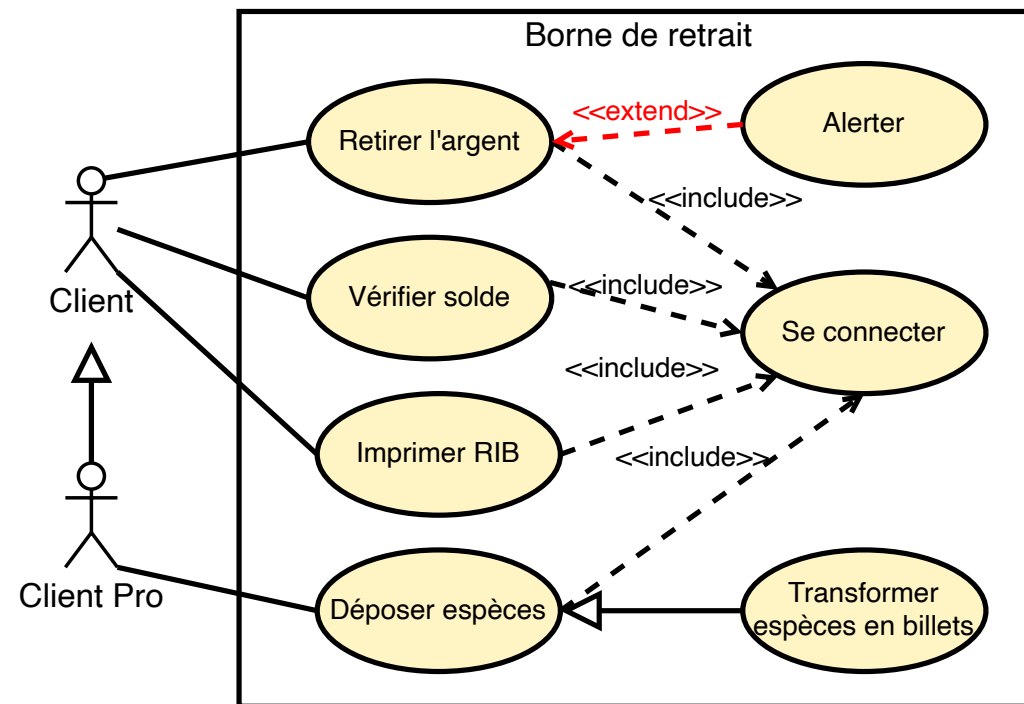 Borne de retrait
Retirer l'argent
<<extend>>
Alerter
<<include>>
Client
Vérifier solde
<<include>>
Se connecter
<<include>>
Imprimer RIB
<<include>>
Client Pro
Déposer espèces
Transformer
espèces en billets